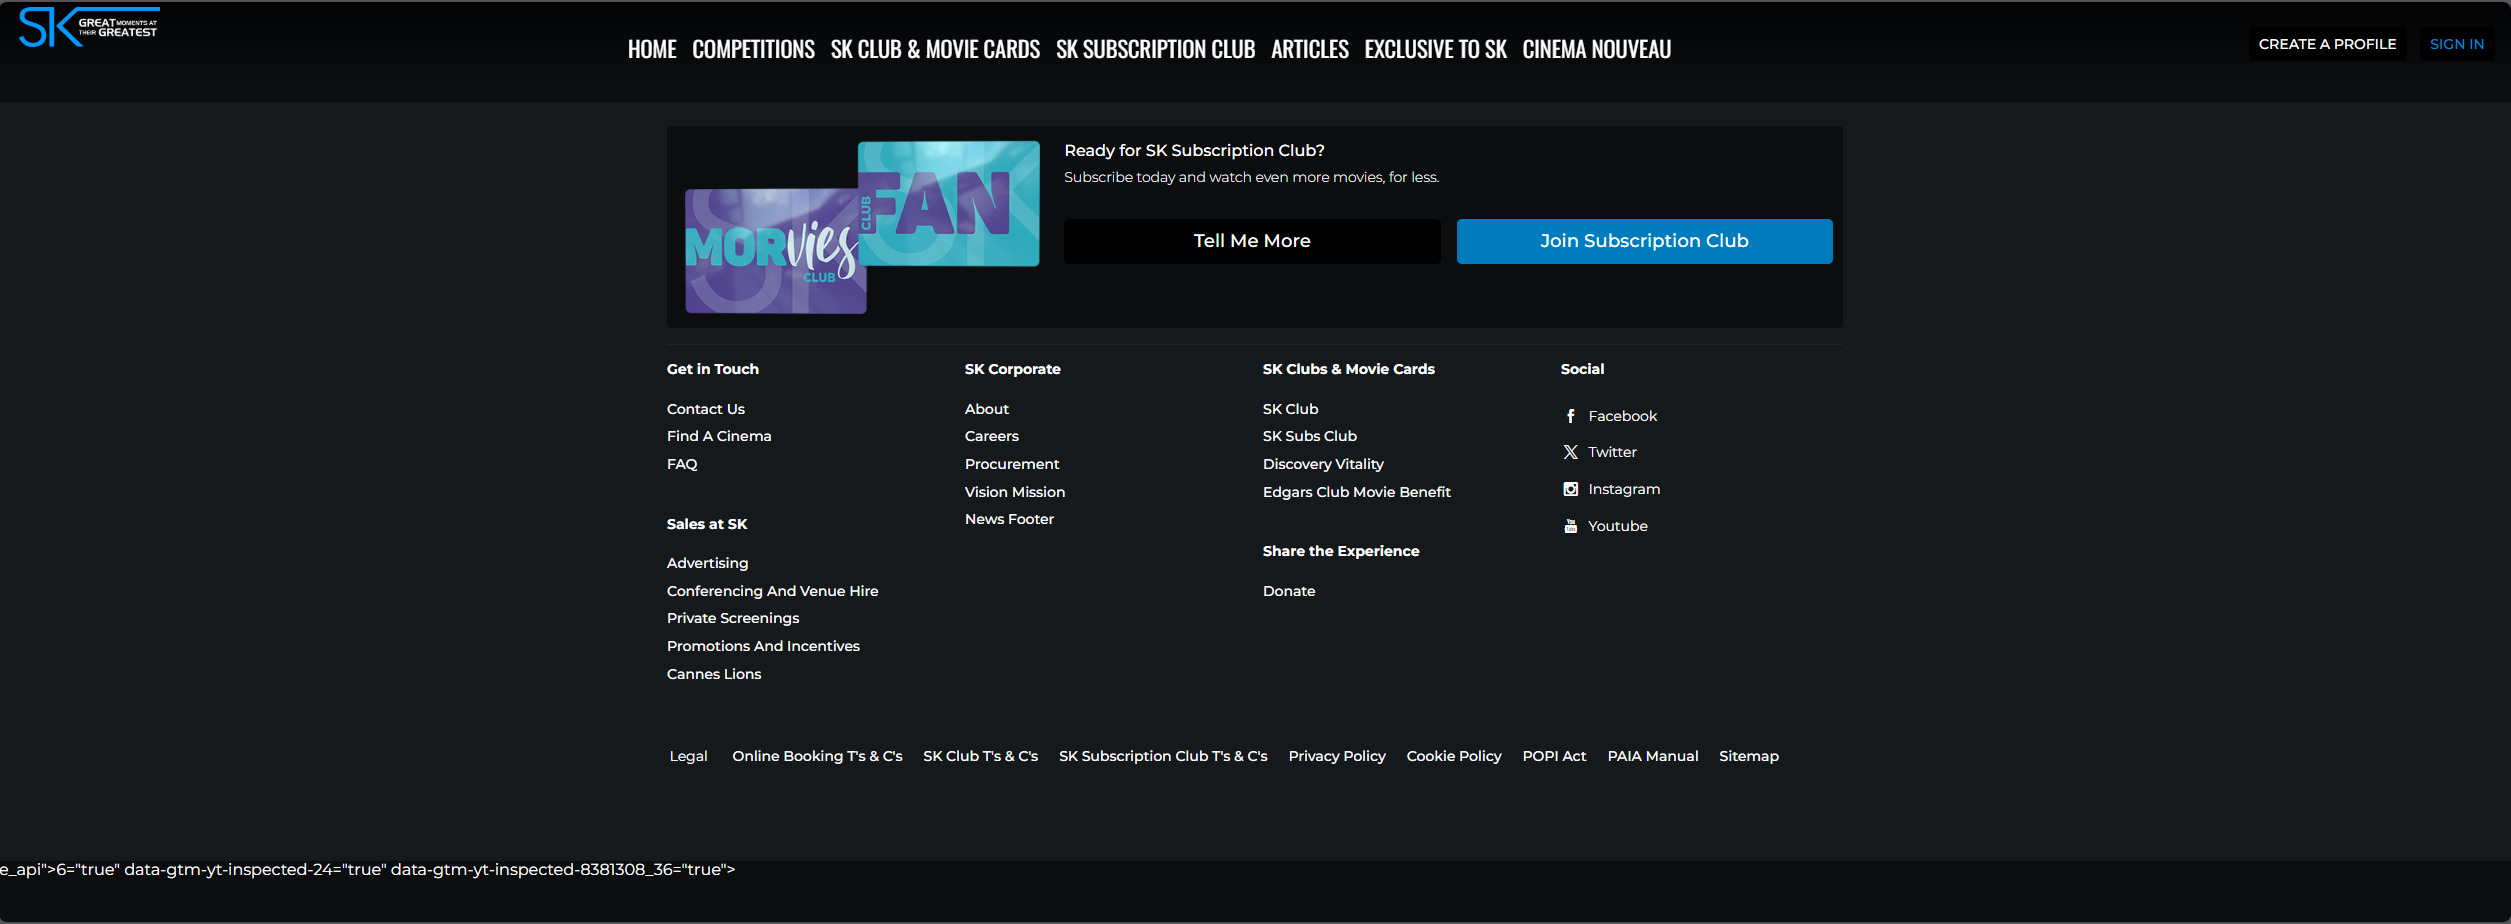 SK GREAT MOMENTS AT
THEIR GREATEST
HOME COMPETITIONS SK CLUB & MOVIE CARDS SK SUBSCRIPTION CLUB ARTICLES EXCLUSIVE TO SK CINEMA NOUVEAU
CREATE A PROFILE SIGN IN
SK
MORVies
CLUB
SK
CLUB FAN
Ready for SK Subscription Club?
Subscribe today and watch even more movies, for less.
Tell Me More
Join Subscription Club
Get in Touch
Contact Us
Find A Cinema
FAQ
Sales at SK
Advertising
Conferencing And Venue Hire
Private Screenings
Promotions And Incentives
Cannes Lions
SK Corporate
About
Careers
Procurement
Vision Mission
News Footer
SK Clubs & Movie Cards
SK Club
SK Subs Club
Discovery Vitality
Edgars Club Movie Benefit
Share the Experience
Donate
Social
Facebook
Twitter
Instagram
Youtube
Legal Online Booking T's & C's SK Club T's & C's SK Subscription Club T's & C's Privacy Policy Cookie Policy POPI Act PAIA Manual Sitemap
e_api">6="true" data-gtm-yt-inspected-24="true" data-gtm-yt-inspected-8381308_36="true">